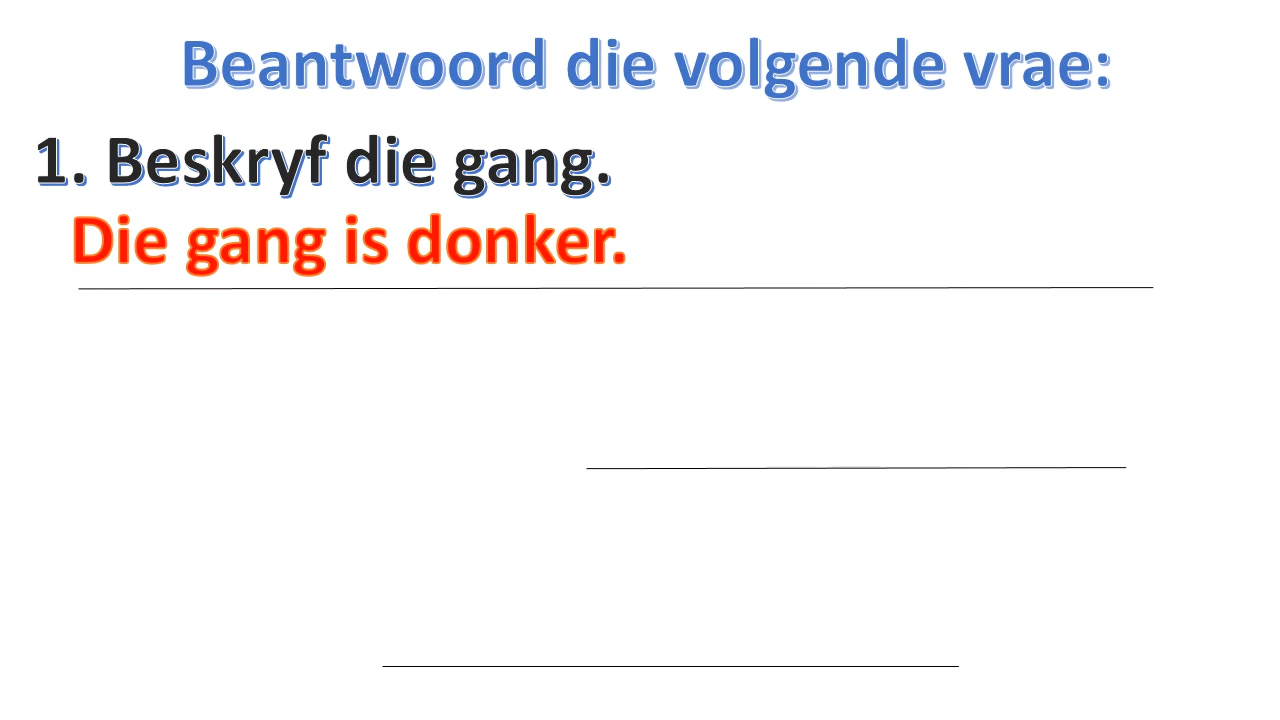 Beantwoord die volgende vrae:
1. Beskryf die gang.
Die gang is donker.